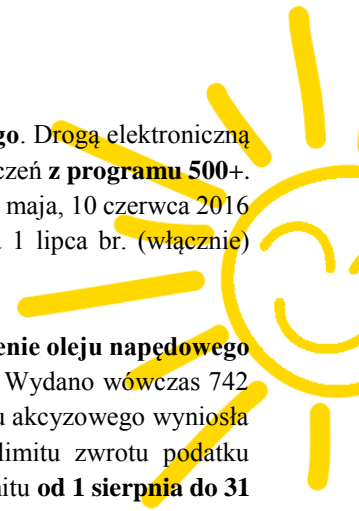 go. Drogą elektroniczną
czeń z programu 500+.
maja, 10 czerwca 2016
1 lipca br. (włącznie)
enie oleju napędowego
Wydano wówczas 742
u akcyzowego wyniosła
limitu zwrotu podatku
nitu od 1 sierpnia do 31